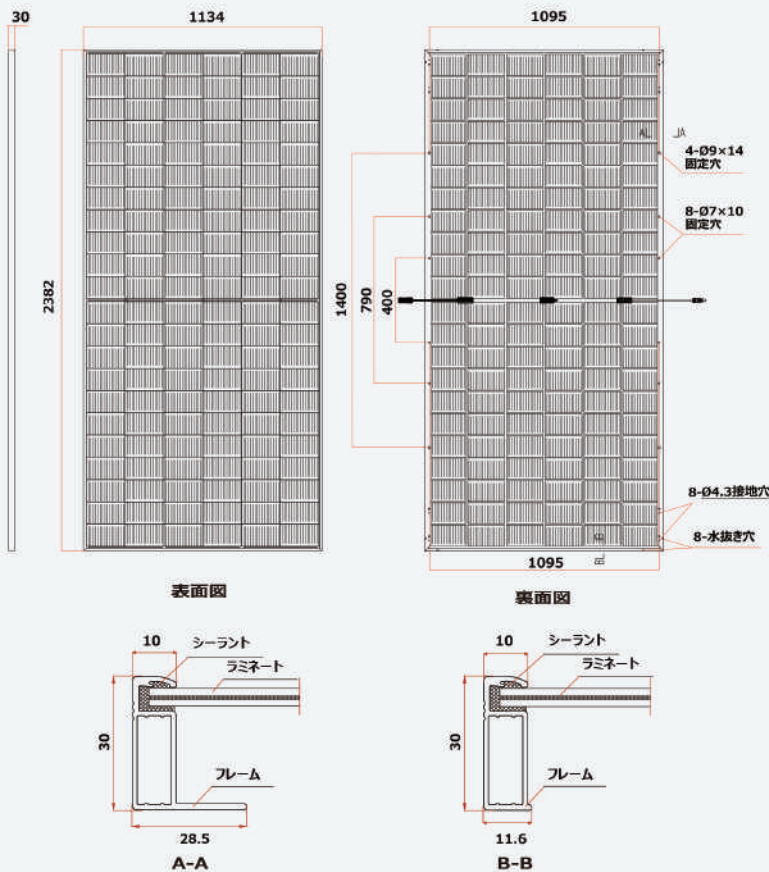 30
1134
1095
2382
1400
790
400
AL
JA
4-Ø9×14
固定穴
8-Ø7×10
固定穴
8-Ø4.3接地穴
8-水抜き穴
BL
B
1095
表面図
裏面図
10
シーラント
ラミネート
30
フレーム
28.5
A-A
10
シーラント
ラミネート
30
フレーム
11.6
B-B